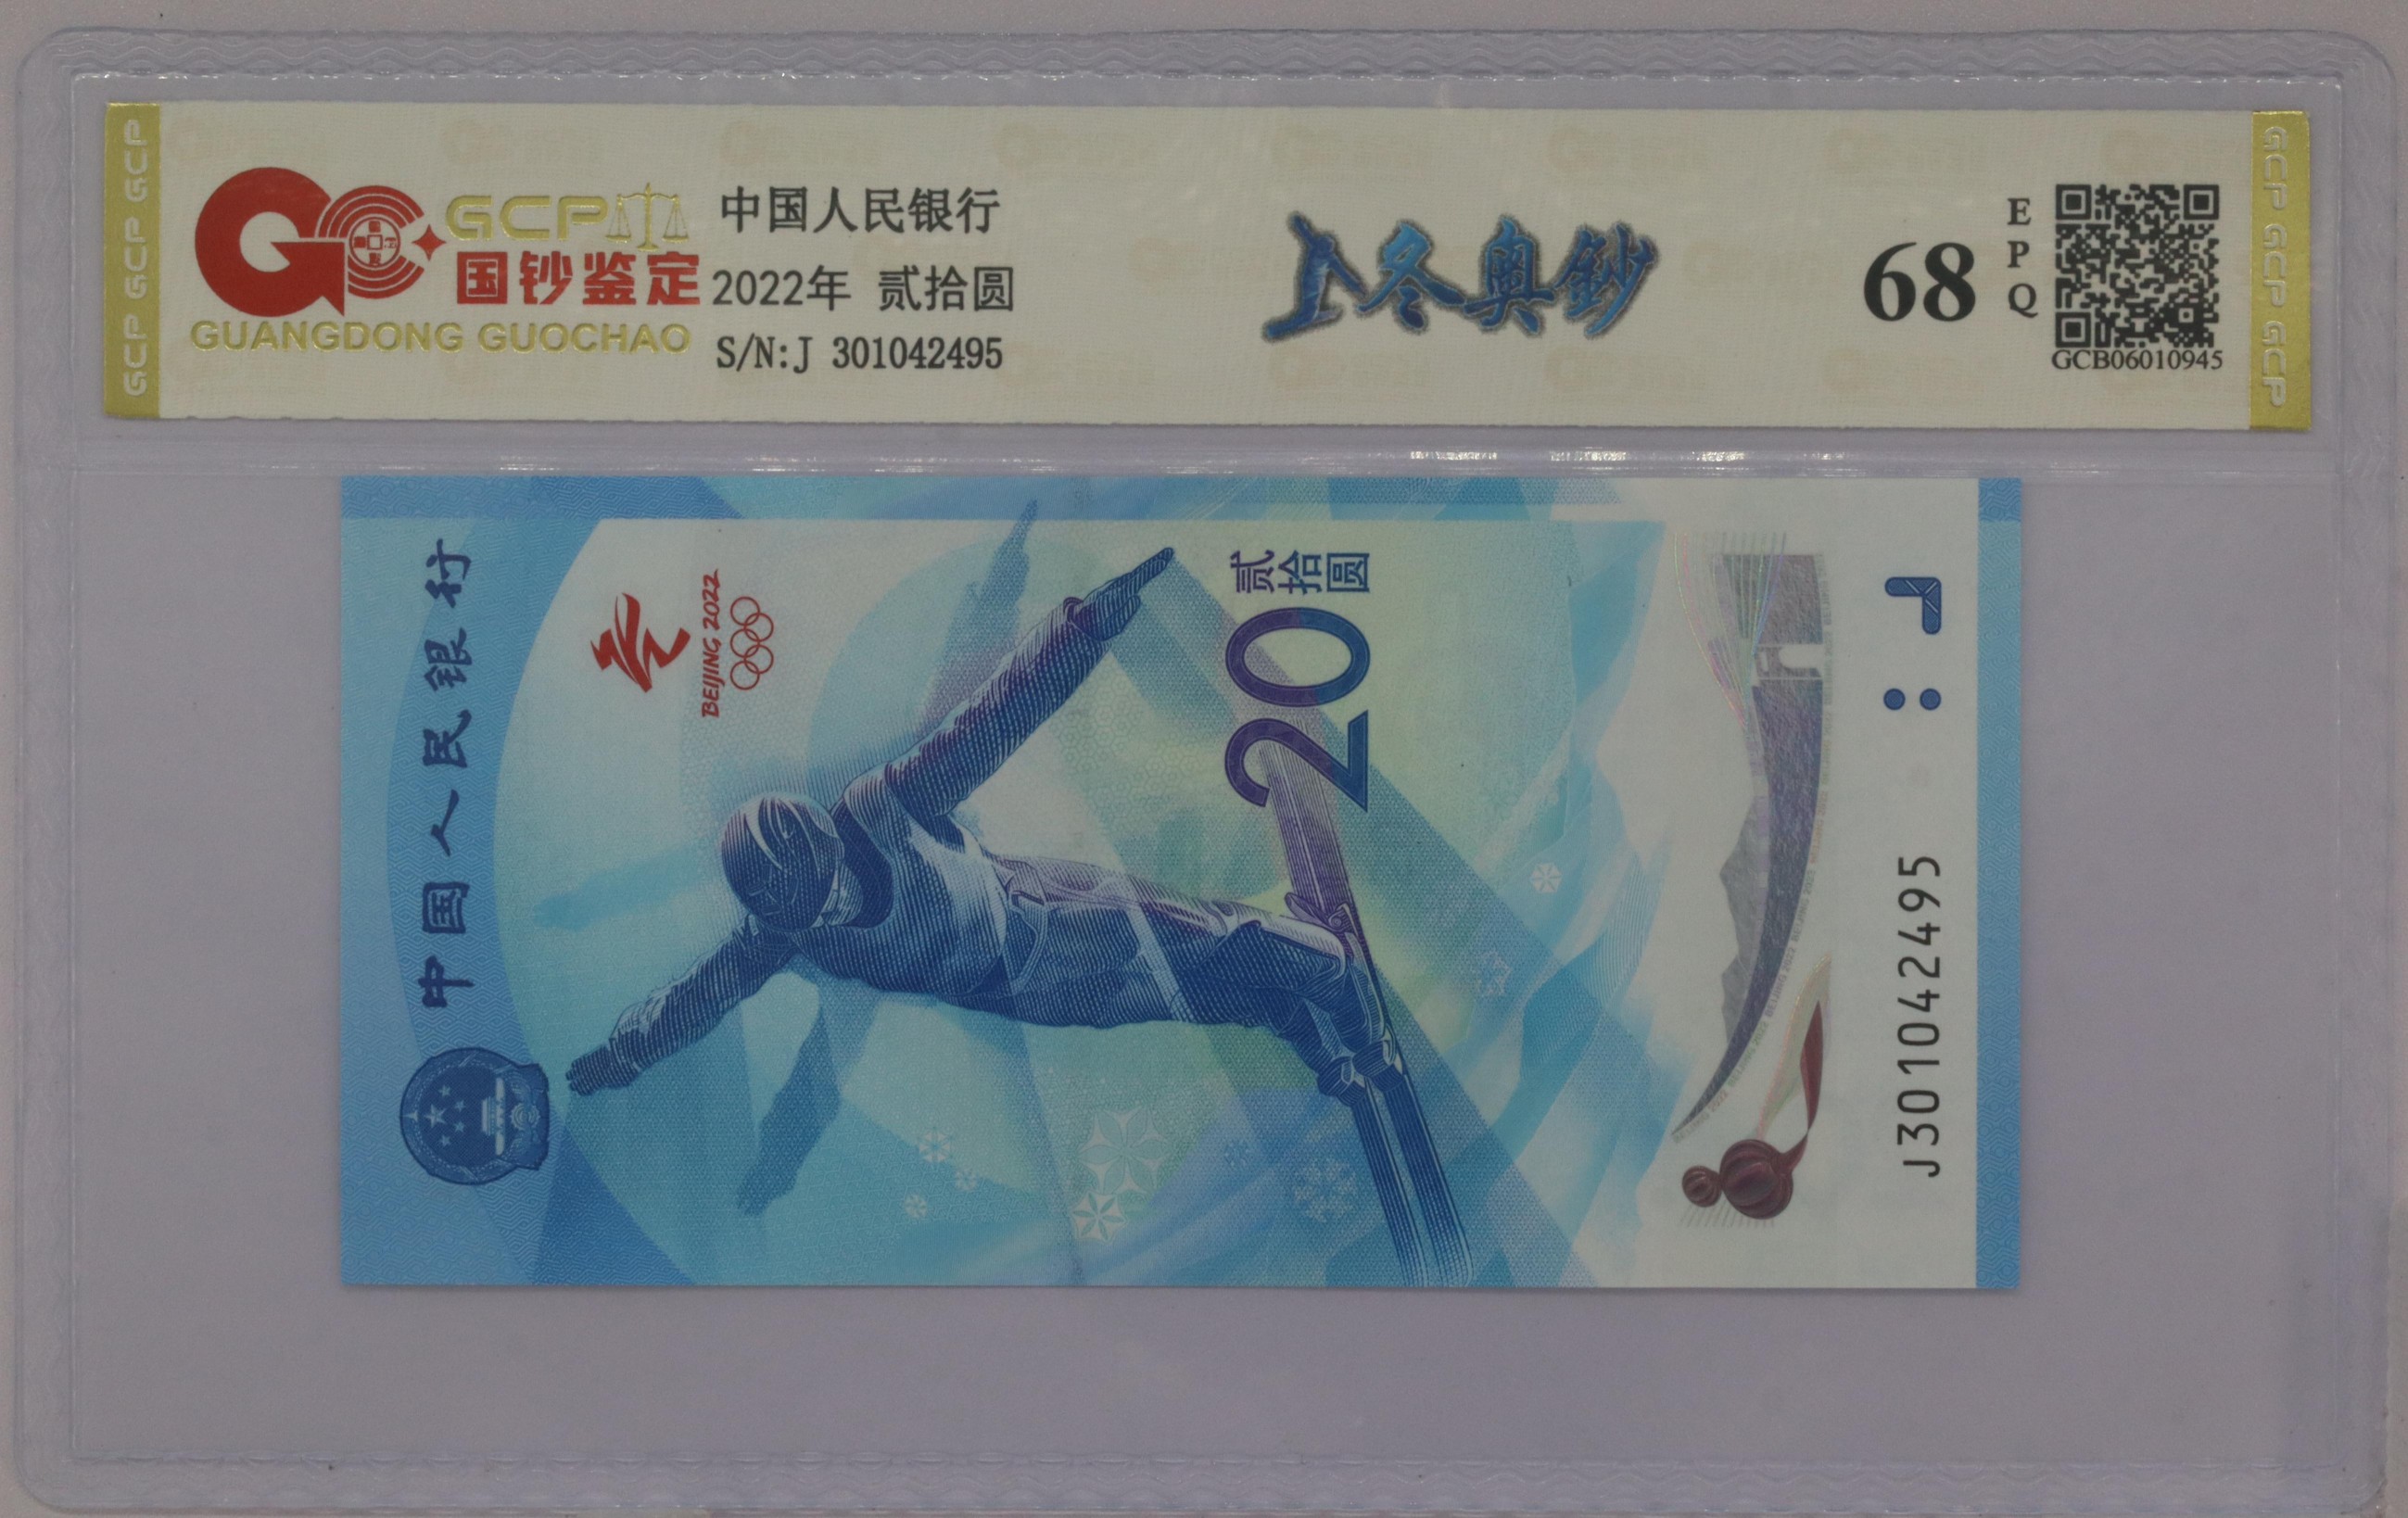 GCP GCP GCP
GCP
国钞鉴定
GUANGDONG GUOCHAO
中国人民银行
2022年 贰拾圆
S/N:J 301042495
冬奥鈔
68
E
P
Q
GCB06010945
GCP GCP GCP
中国人民银行
BEIJING 2022
贰拾圆
20
J301042495